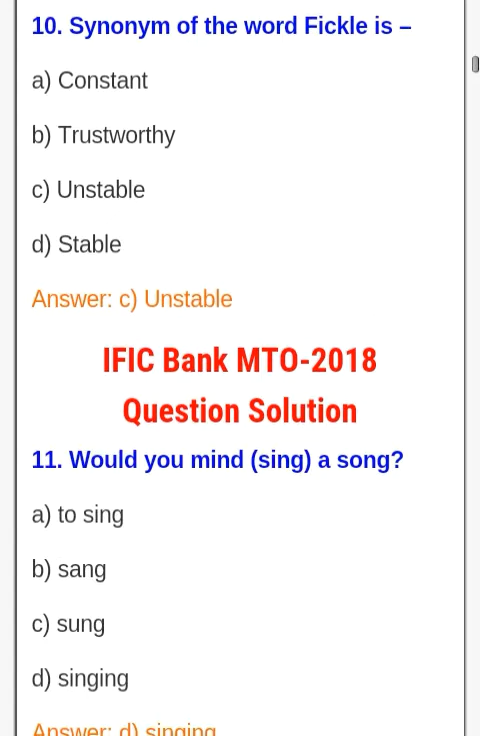 10. Synonym of the word Fickle is –
a) Constant
b) Trustworthy
c) Unstable
d) Stable
Answer: c) Unstable
IFIC Bank MTO-2018
Question Solution
11. Would you mind (sing) a song?
a) to sing
b) sang
c) sung
d) singing
Answer: d) singing